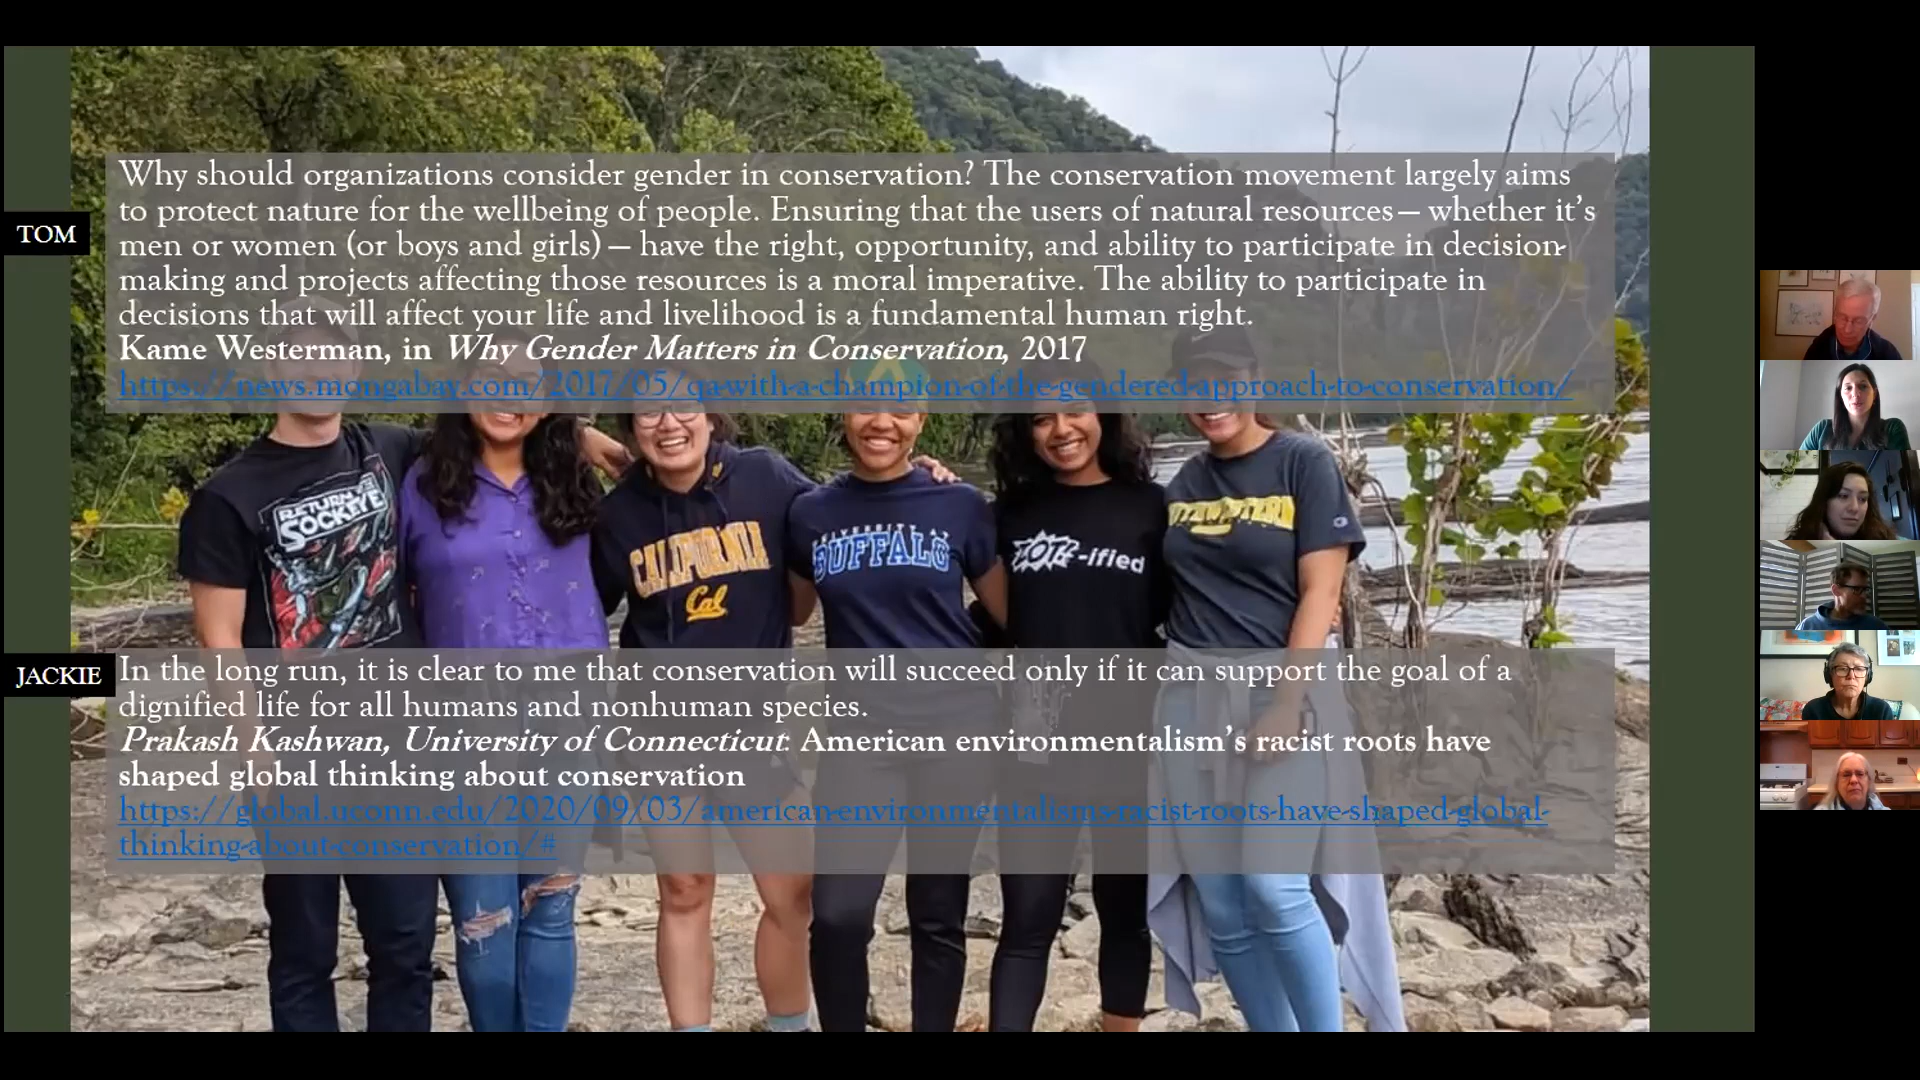 Why should organizations consider gender in conservation? The conservation movement largely aims
to protect nature for the wellbeing of people. Ensuring that the users of natural resources— whether it's
TOM
men or women (or boys and girls)— have the right, opportunity, and ability to participate in decision-
making and projects affecting those resources is a moral imperative. The ability to participate in
decisions that will affect your life and livelihood is a fundamental human right.
Kame Westerman, in Why Gender Matters in Conservation, 2017
https://news.mongabay.com/2017/05/qa-with-a-champion-of-the-gendered-approach-to-conservation/
RETURN OF
SOCKEYE
CALIFORNIA
Cal
UNIVERSITY AT
BUFFALO
-ified
JACKIE
In the long run, it is clear to me that conservation will succeed only if it can support the goal of a
dignified life for all humans and nonhuman species.
Prakash Kashwan, University of Connecticut: American environmentalism's racist roots have
shaped global thinking about conservation
https://global.uconn.edu/2020/09/03/american-environmentalisms-racist-roots-have-shaped-global-
thinking-about-conservation/#